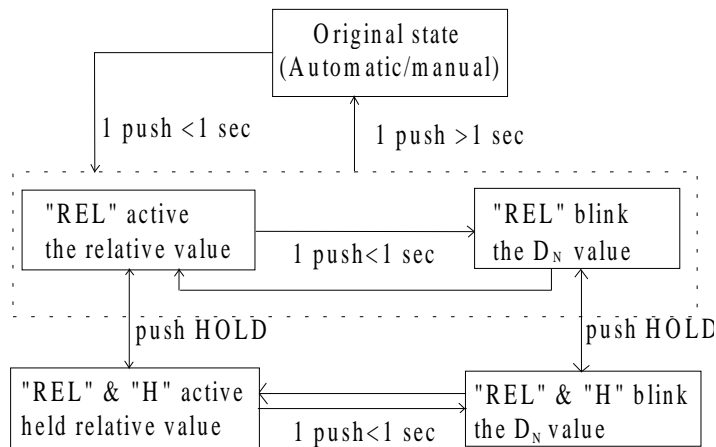 Original state
(Automatic/manual)
1 push <1 sec
1 push >1 sec
"REL" active
the relative value
1 push<1 sec
"REL" blink
the D_N value
push HOLD
push HOLD
"REL" & "H" active
held relative value
1 push<1 sec
"REL" & "H" blink
the D_N value